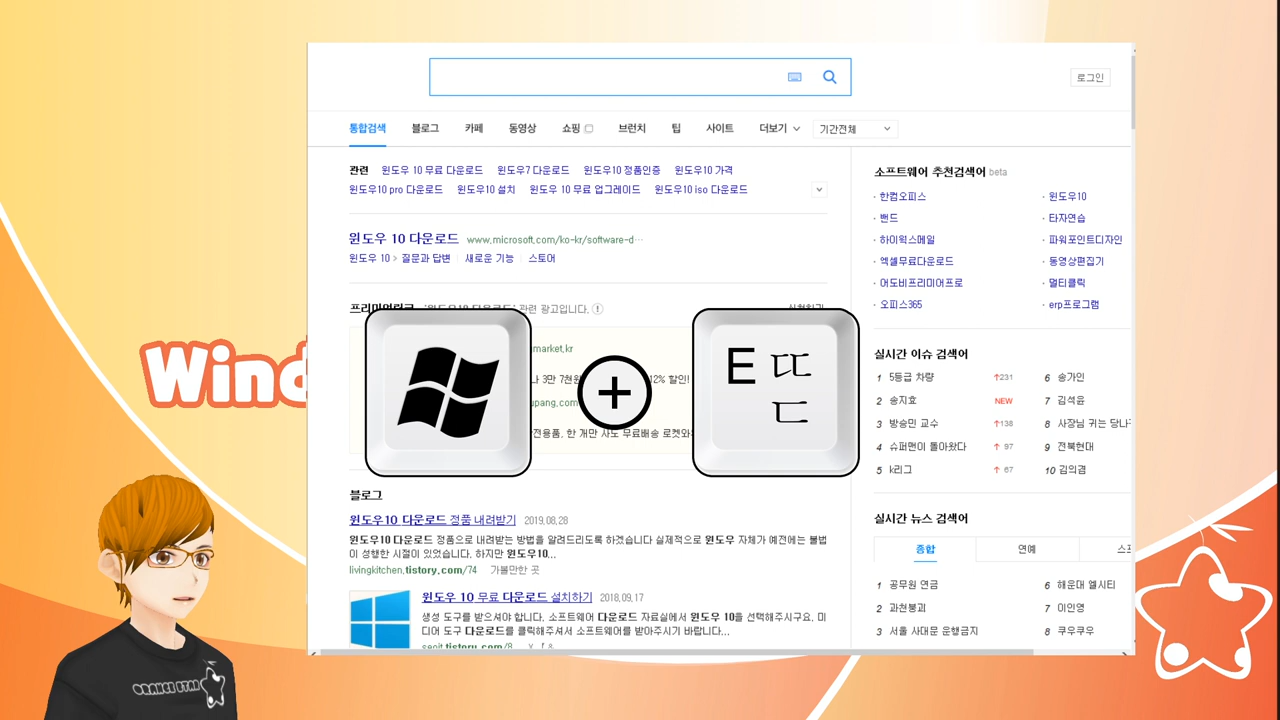 로그인
통합검색 블로그 카페 동영상 쇼핑 브런치 팁 사이트 더보기 기간전체
관련 윈도우 10 무료 다운로드 윈도우7 다운로드 윈도우10 정품인증 윈도우10 가격
윈도우10 pro 다운로드 윈도우10 설치 윈도우 10 무료 업그레이드 윈도우10 iso 다운로드
윈도우 10 다운로드 www.microsoft.com/ko-kr/software-d···
윈도우 10 > 질문과 답변 새로운 기능 스토어
관련 광고입니다.
market.kr
12% 할인!
upang.com
한 개만 사도 무료배송
E ㄸ
ㄷ
Wind
블로그
윈도우10 다운로드 정품 내려받기 2019.08.28
윈도우10 다운로드 정품으로 내려받는 방법을 알려드리도록 하겠습니다 실제적으로 윈도우 자체가 예전에는 불법
이 성행한 시절이 있었습니다. 하지만 윈도우10...
livingkitchen.tistory.com/74 가볼만한 곳
윈도우 10 무료 다운로드 설치하기 2018.09.17
생성 도구를 받으셔야 합니다. 소프트웨어 다운로드 자료실에서 윈도우 10을 선택해주시구요. 미
디어 도구 다운로드를 클릭해주셔서 소프트웨어를 받아주시기 바랍니다...
소프트웨어 추천검색어 beta
한컴오피스 윈도우10
밴드 타자연습
하이웍스메일 파워포인트디자인
엑셀무료다운로드 동영상편집기
어도비프리미어프로 멀티클릭
오피스365 erp프로그램
실시간 이슈 검색어
1 5등급 차량 ↑231 6 송가인
2 송지효 NEW 7 김석윤
3 방승민 교수 ↑138 8 사장님 귀는 당나
4 슈퍼맨이 돌아왔다 ↑ 97 9 전북현대
5 k리그 ↑ 67 10 김의겸
실시간 뉴스 검색어
종합 연예 스포
1 공무원 연금 6 해운대 엘시티
2 과천붕괴 7 이인영
3 서울 사대문 운행금지 8 쿠우쿠우
ORANGE STAR